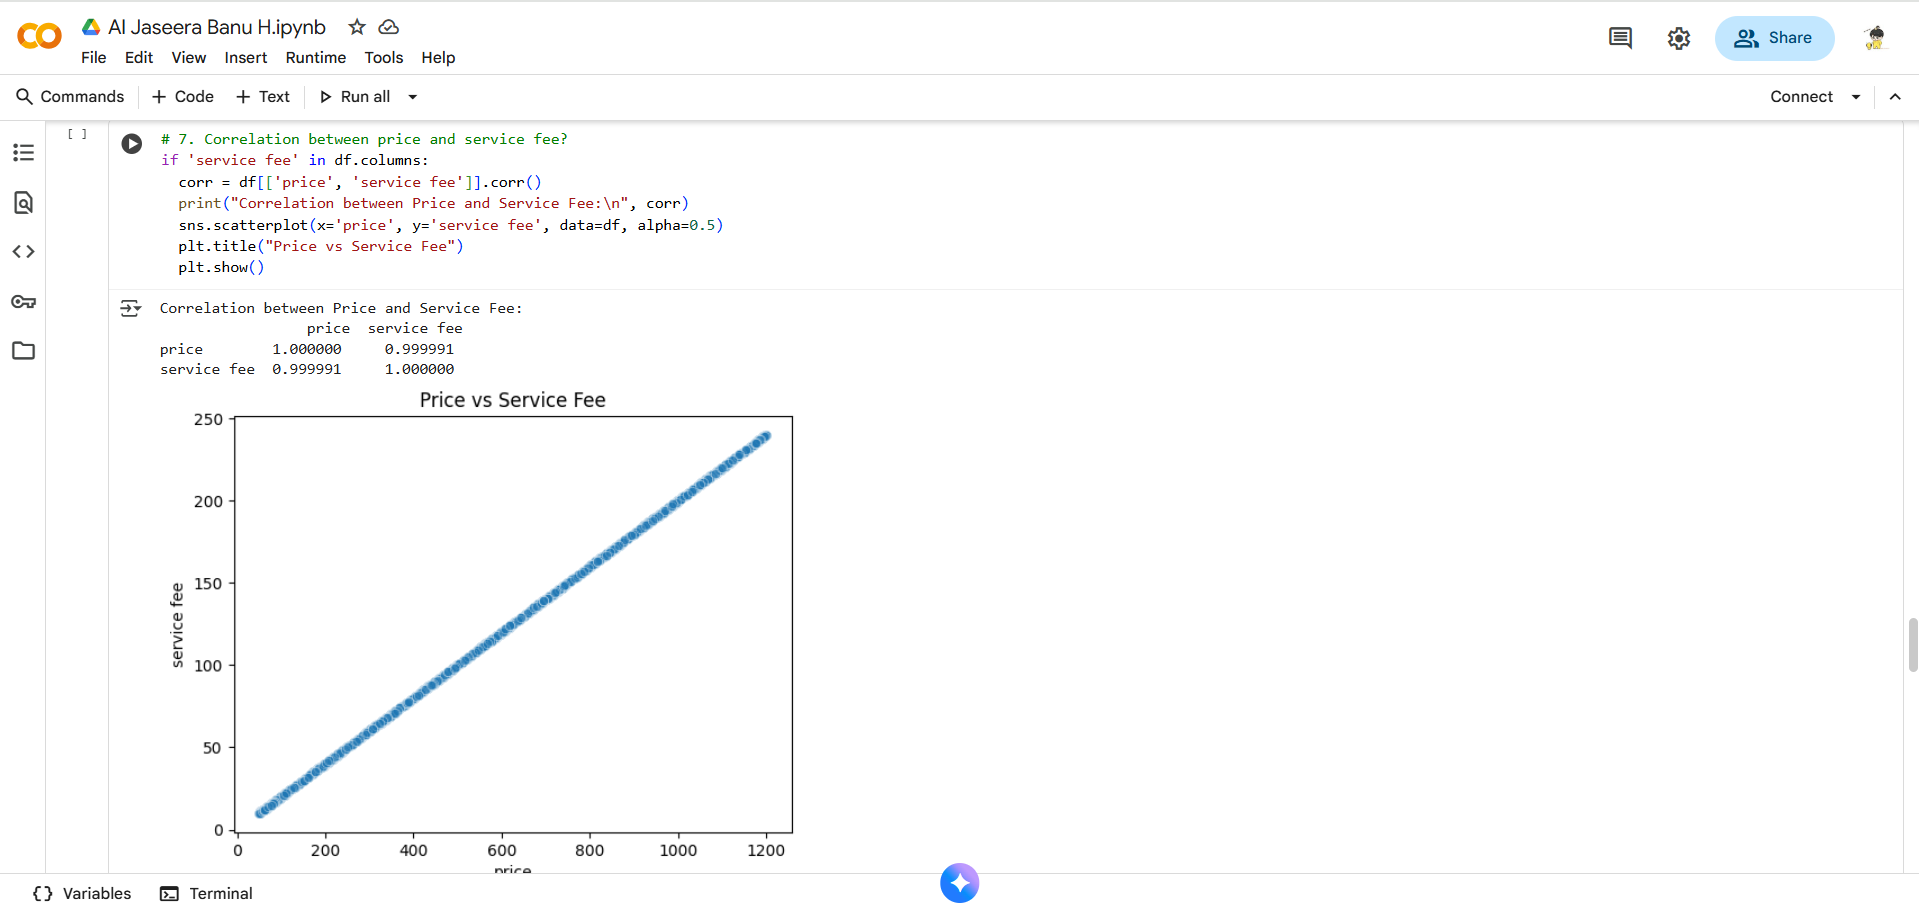 AI Jaseera Banu H.ipynb
File Edit View Insert Runtime Tools Help
Share
Commands + Code + Text Run all
Connect
[ ]
# 7. Correlation between price and service fee?
if 'service fee' in df.columns:
  corr = df[['price', 'service fee']].corr()
  print("Correlation between Price and Service Fee:\n", corr)
  sns.scatterplot(x='price', y='service fee', data=df, alpha=0.5)
  plt.title("Price vs Service Fee")
  plt.show()
Correlation between Price and Service Fee:
                 price  service fee
price        1.000000     0.999991
service fee  0.999991     1.000000
Price vs Service Fee
250
200
150
100
50
0
service fee
0 200 400 600 800 1000 1200
price
{} Variables Terminal